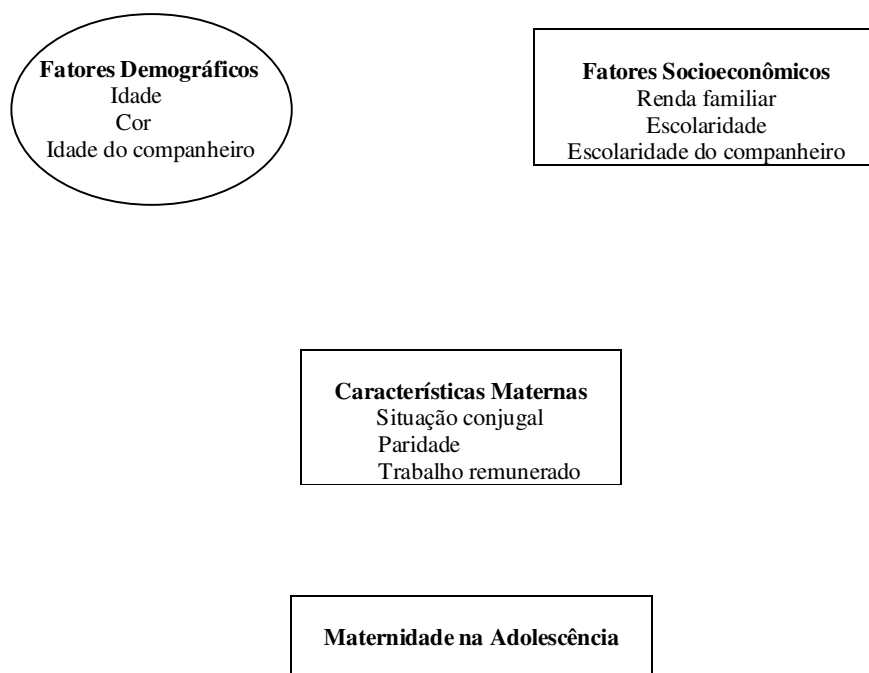 Fatores Demográficos
Idade
Cor
Idade do companheiro
Fatores Socioeconômicos
Renda familiar
Escolaridade
Escolaridade do companheiro
Característísticas Maternas
Situação conjugal
Paridade
Trabalho remunerado
Maternidade na Adolescência